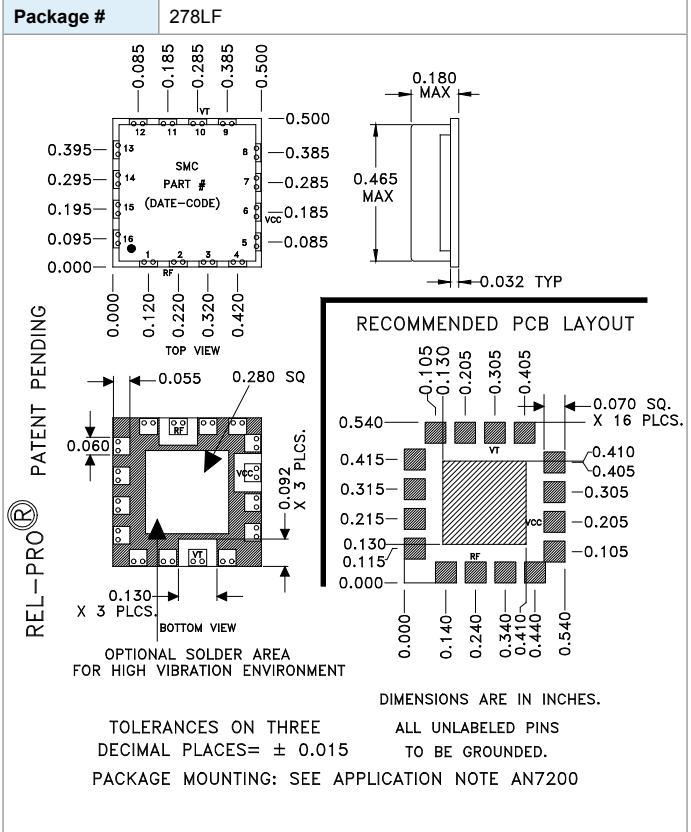 Package # 278LF
0.085 0.185 0.285 0.385 0.500
VT
12 11 10 9
0.500
0.395 13 8 0.385
0.295 14 7 0.285
0.195 15 6 VCC 0.185
0.095 16 5 0.085
0.000
SMC
PART #
(DATE-CODE)
1 2 3 4
RF
0.000 0.120 0.220 0.320 0.420
TOP VIEW
0.180
MAX
0.465
MAX
0.032 TYP
REL-PRO® PATENT PENDING
0.055
0.280 SQ
0.060
RF
VCC
VT
0.092
X 3 PLCS.
0.130
X 3 PLCS.
BOTTOM VIEW
OPTIONAL SOLDER AREA
FOR HIGH VIBRATION ENVIRONMENT
RECOMMENDED PCB LAYOUT
0.105 0.130 0.205 0.305 0.405
0.070 SQ.
X 16 PLCS.
0.540
VT
0.415
0.315
0.215
0.130
0.115
0.000
0.410
0.405
0.305
VCC 0.205
0.105
RF
0.000 0.140 0.240 0.340 0.410 0.440 0.540
DIMENSIONS ARE IN INCHES.
TOLERANCES ON THREE
DECIMAL PLACES= ± 0.015
ALL UNLABELED PINS
TO BE GROUNDED.
PACKAGE MOUNTING: SEE APPLICATION NOTE AN7200